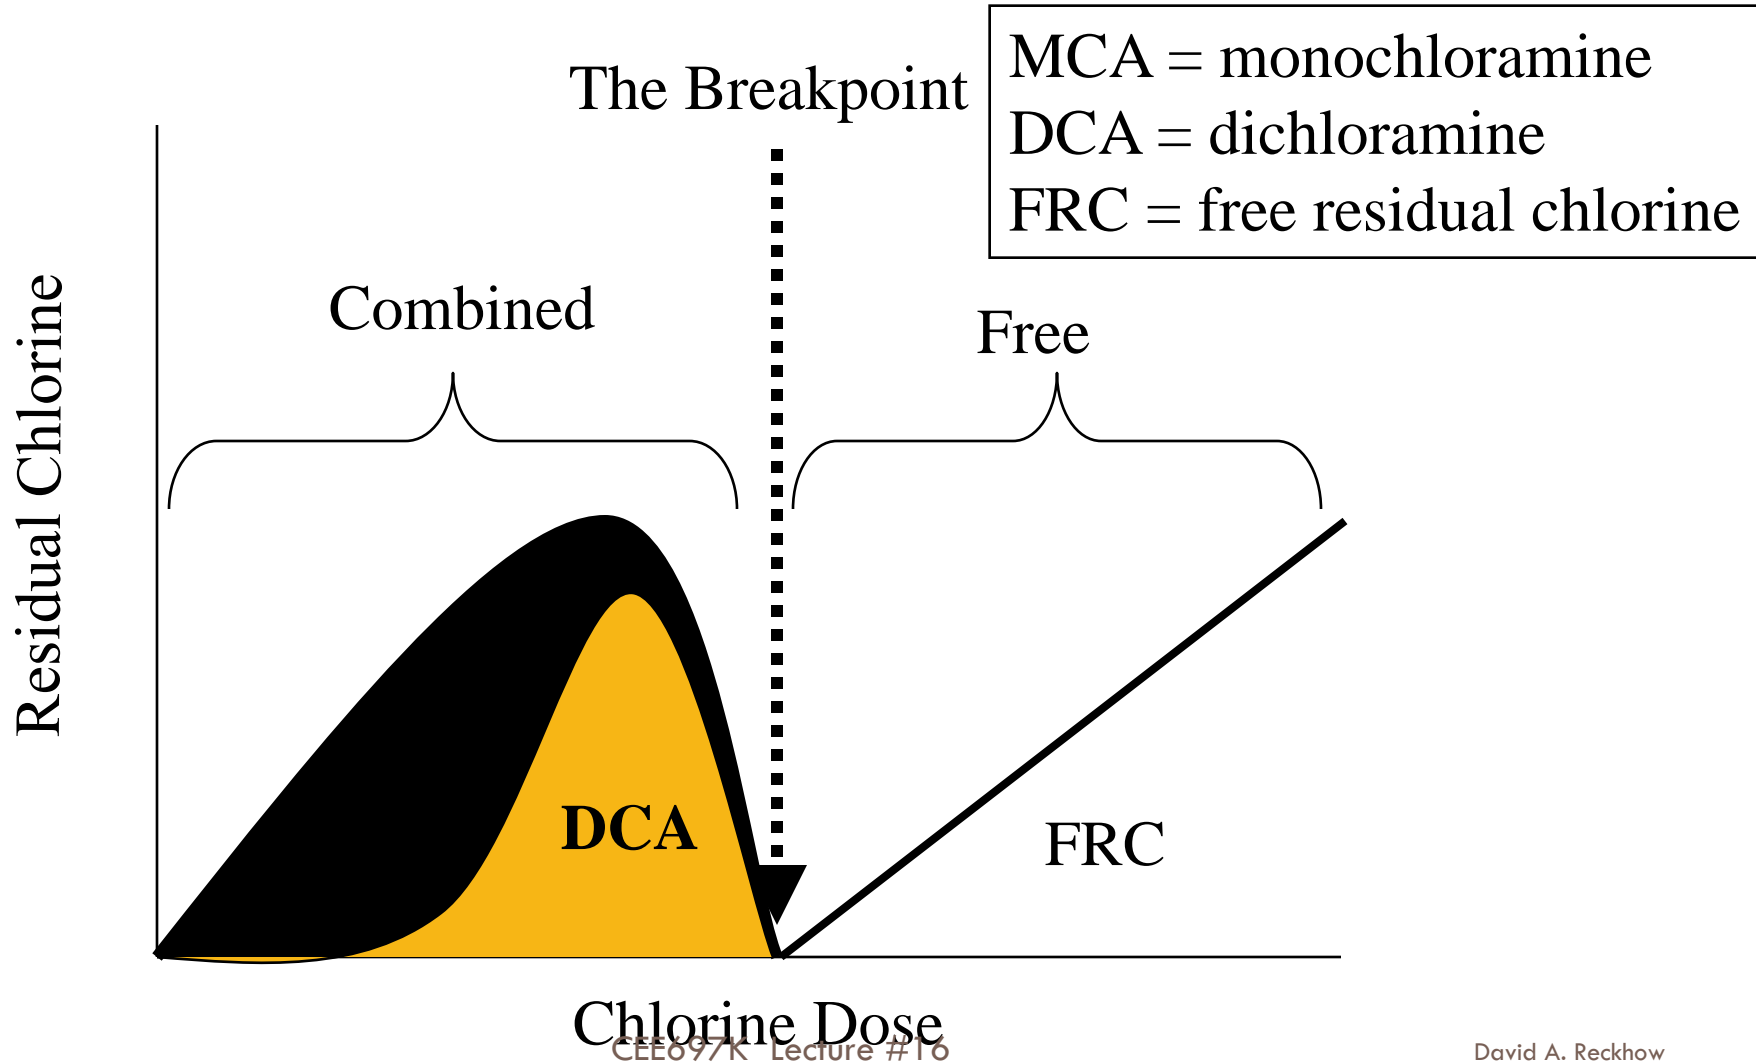 The Breakpoint
MCA = monochloramine
DCA = dichloramine
FRC = free residual chlorine
Combined
Free
Residual Chlorine
DCA
FRC
Chlorine Dose
CEE697K Lecture #16
David A. Reckhow